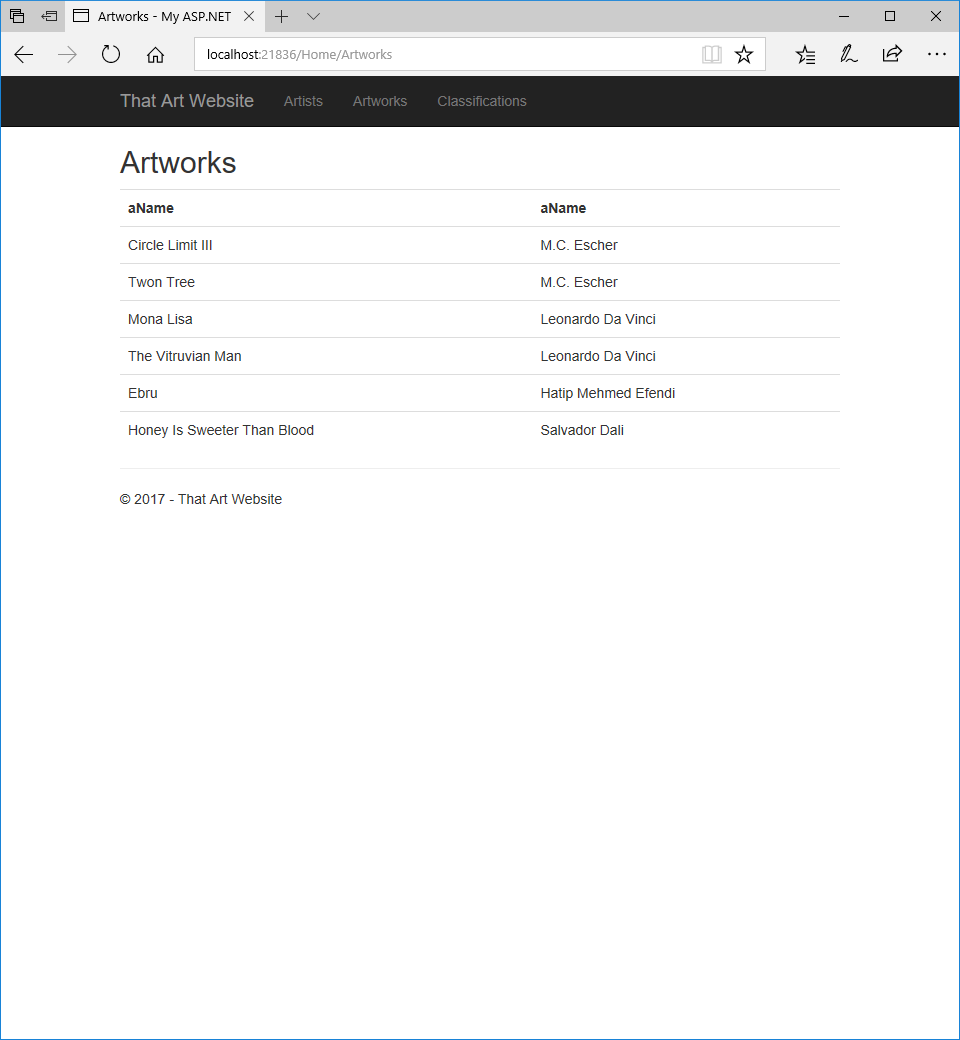 Artworks - My ASP.NET
localhost:21836/Home/Artworks
That Art Website Artists Artworks Classifications
Artworks
aName aName
Circle Limit III M.C. Escher
Twon Tree M.C. Escher
Mona Lisa Leonardo Da Vinci
The Vitruvian Man Leonardo Da Vinci
Ebru Hatip Mehmed Efendi
Honey Is Sweeter Than Blood Salvador Dali
© 2017 - That Art Website